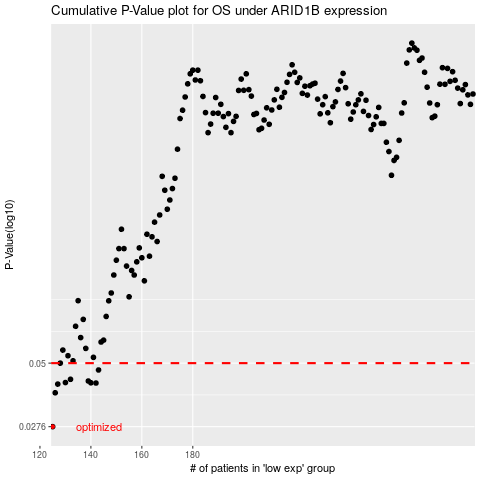 Cumulative P-Value plot for OS under ARID1B expression
P-Value(log10)
0.05
0.0276
optimized
120 140 160 180
# of patients in 'low exp' group